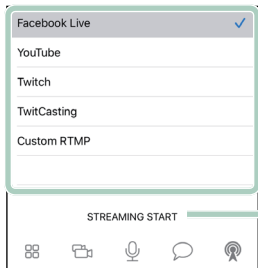 Facebook Live
YouTube
Twitch
TwitCasting
Custom RTMP
STREAMING START